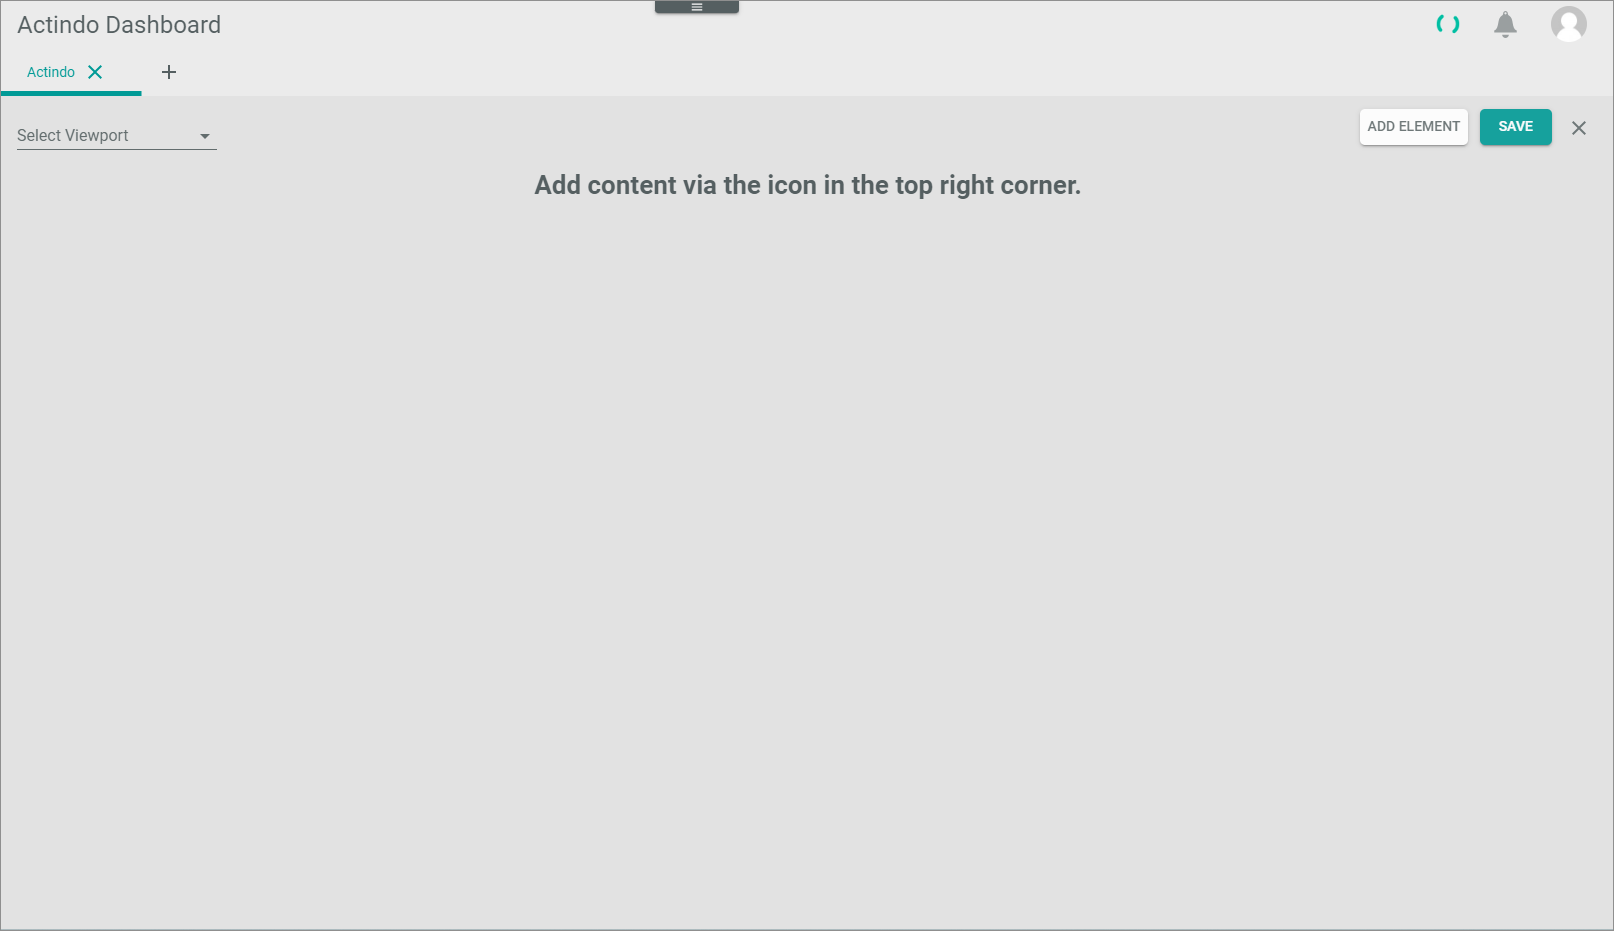 Actindo Dashboard
Actindo
Select Viewport
ADD ELEMENT
SAVE
Add content via the icon in the top right corner.